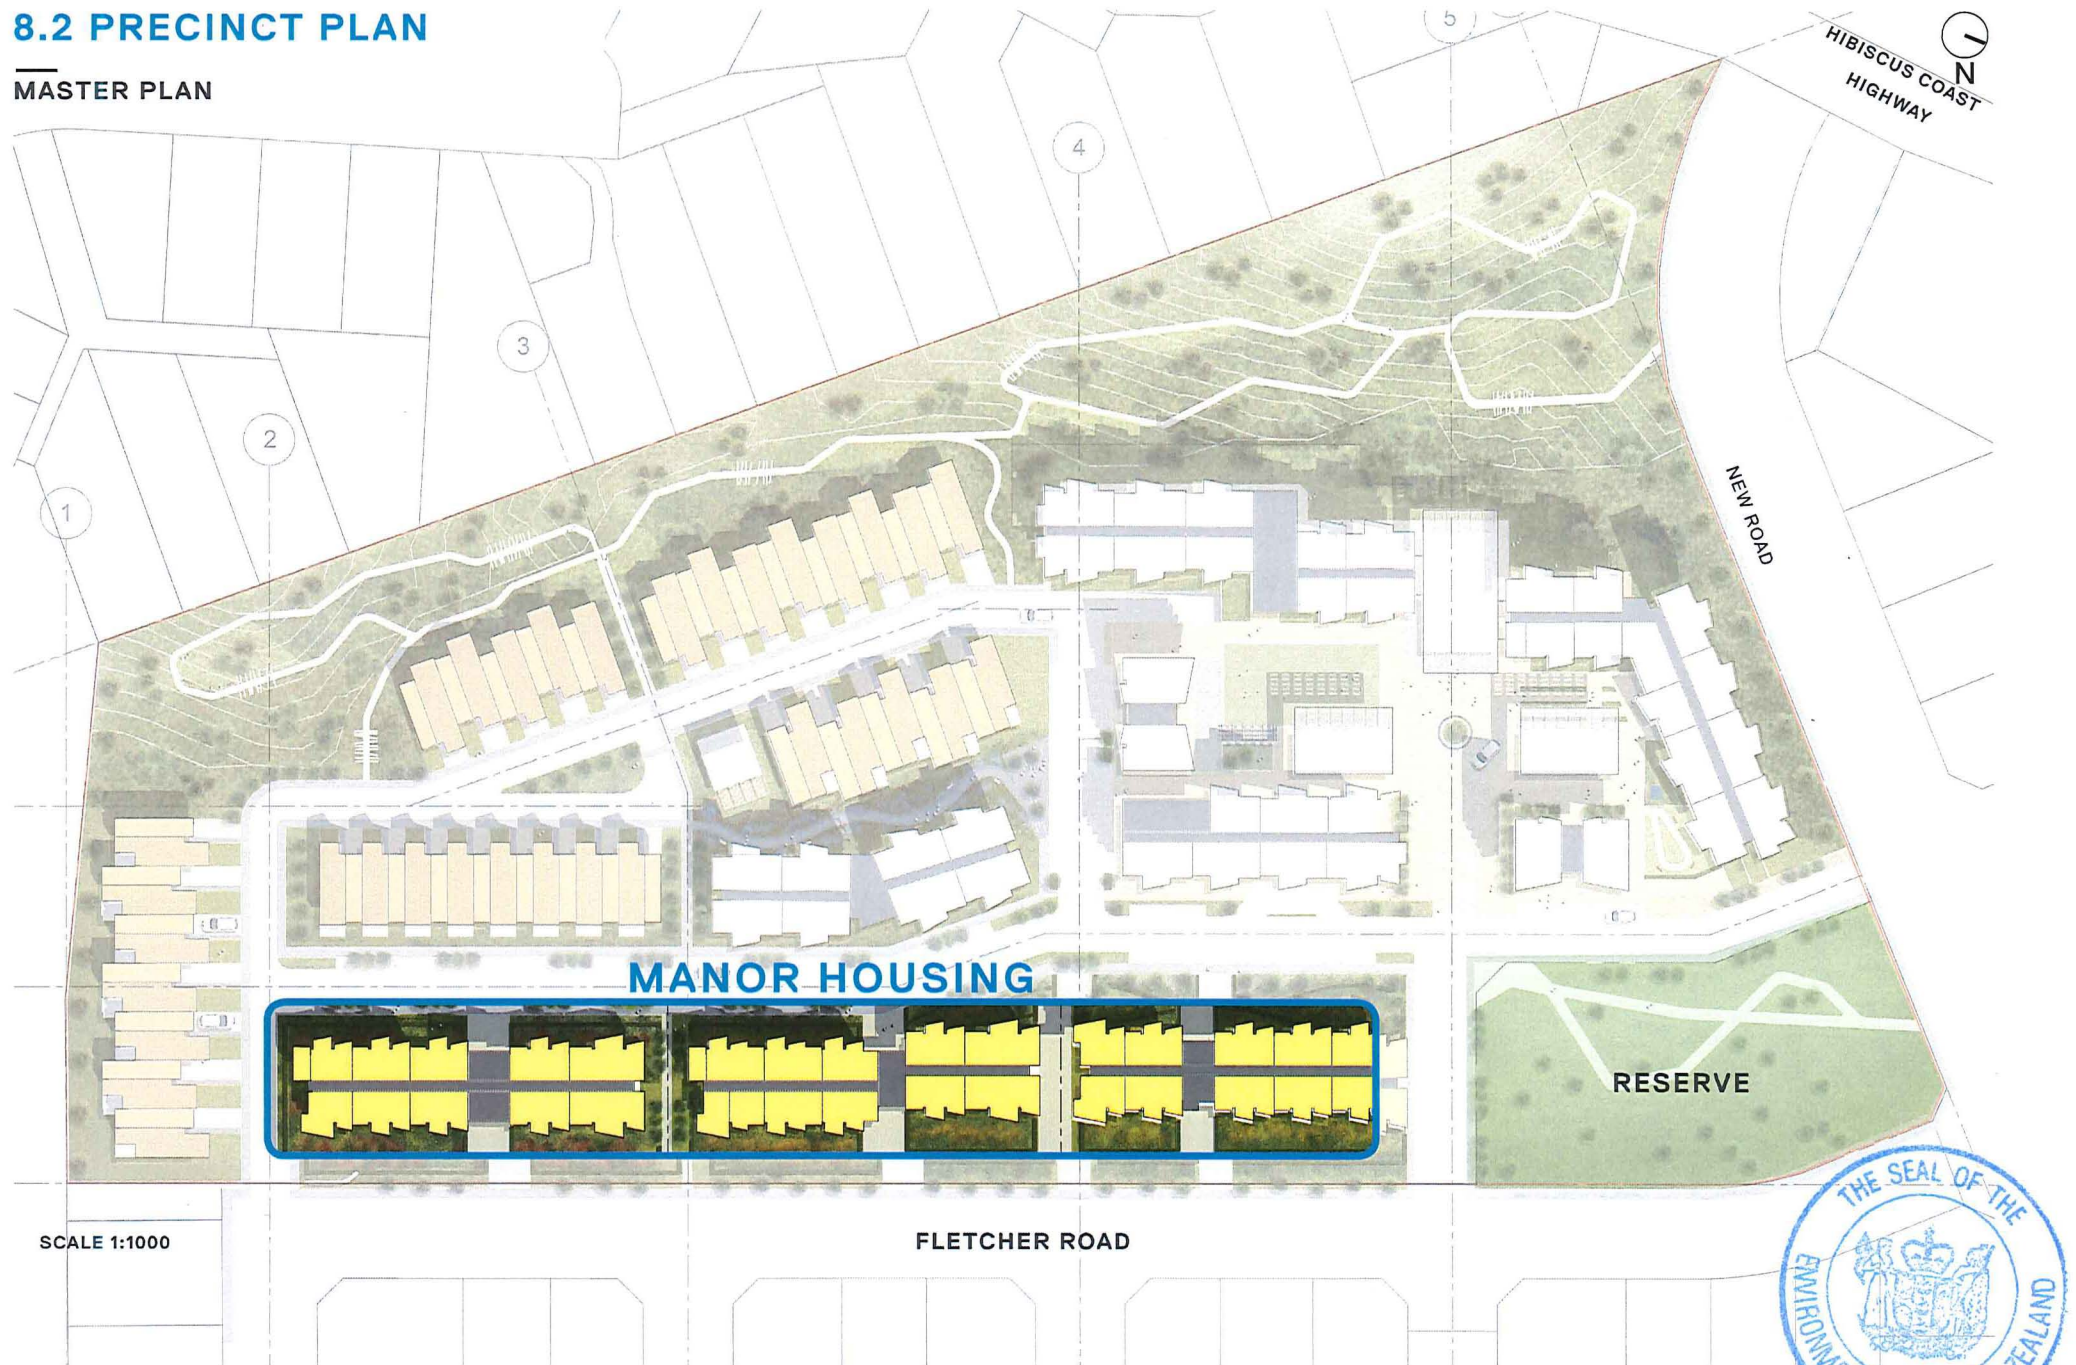 8.2 PRECINCT PLAN
MASTER PLAN
5
HIBISCUS COAST
HIGHWAY
N
4
3
2
1
NEW ROAD
MANOR HOUSING
RESERVE
SCALE 1:1000
FLETCHER ROAD
THE SEAL OF THE